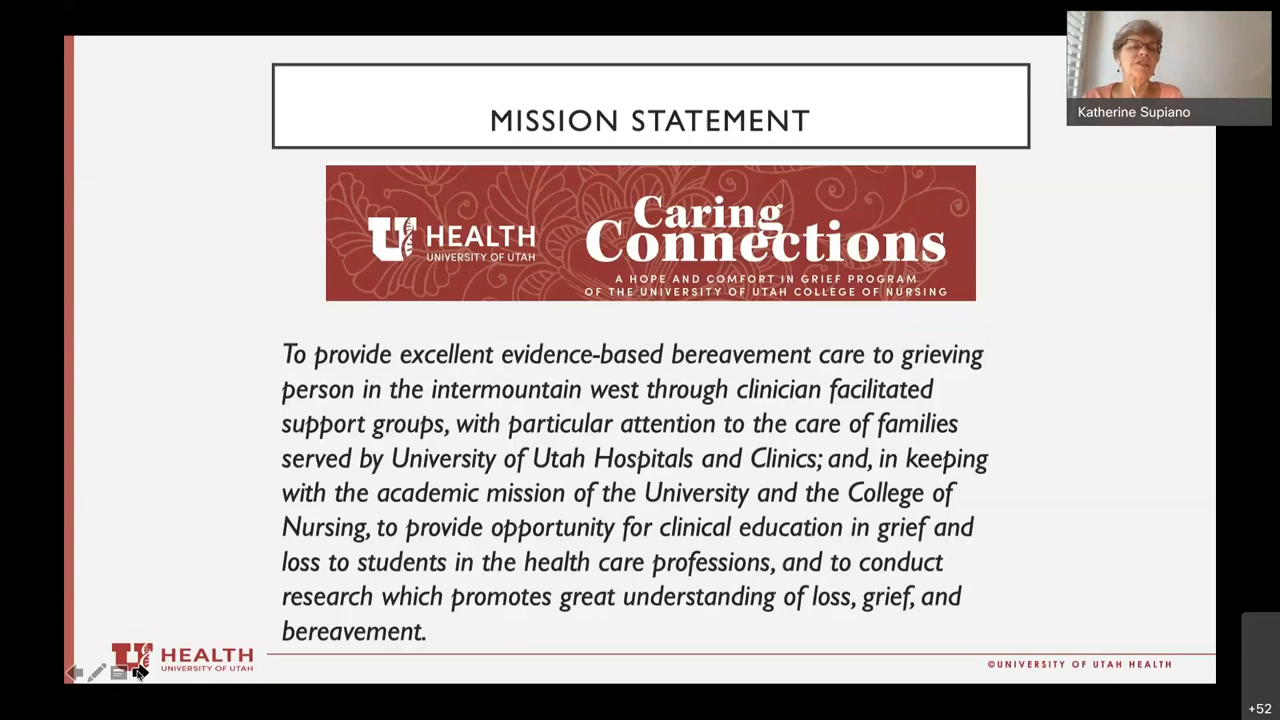 MISSION STATEMENT
Katherine Supiano
U HEALTH
UNIVERSITY OF UTAH
Caring
Connections
A HOPE AND COMFORT IN GRIEF PROGRAM
OF THE UNIVERSITY OF UTAH COLLEGE OF NURSING
To provide excellent evidence-based bereavement care to grieving
person in the intermountain west through clinician facilitated
support groups, with particular attention to the care of families
served by University of Utah Hospitals and Clinics; and, in keeping
with the academic mission of the University and the College of
Nursing, to provide opportunity for clinical education in grief and
loss to students in the health care professions, and to conduct
research which promotes great understanding of loss, grief, and
bereavement.
U HEALTH
UNIVERSITY OF UTAH
©UNIVERSITY OF UTAH HEALTH
+52